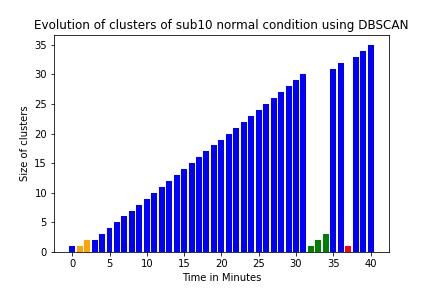 Evolution of clusters of sub10 normal condition using DBSCAN
Size of clusters
35
30
25
20
15
10
5
0
0 5 10 15 20 25 30 35 40
Time in Minutes